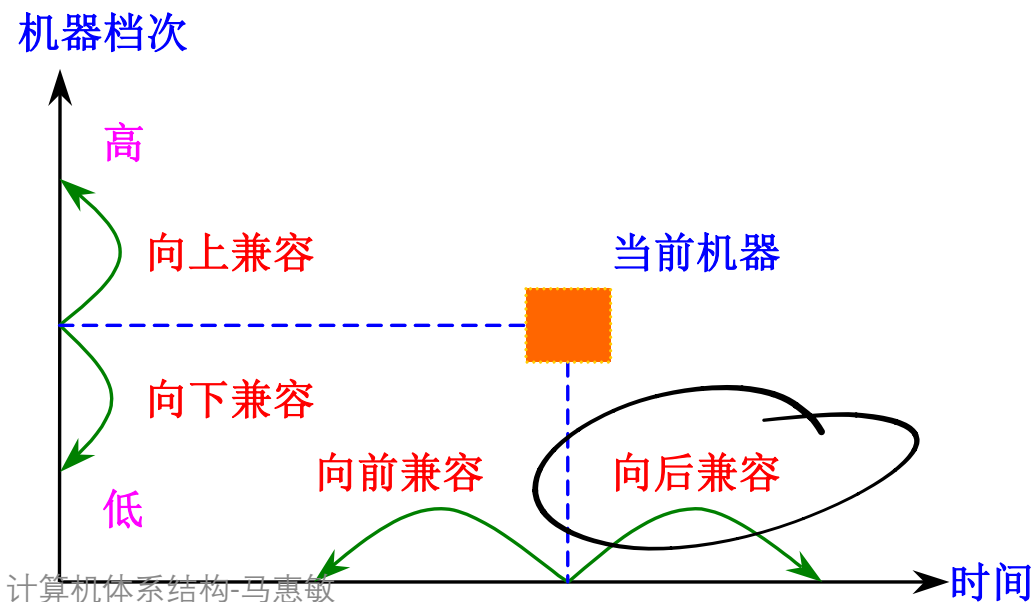 机器档次
高
向上兼容
当前机器
向下兼容
向前兼容
向后兼容
低
时间
计算机体系结构-马惠敏